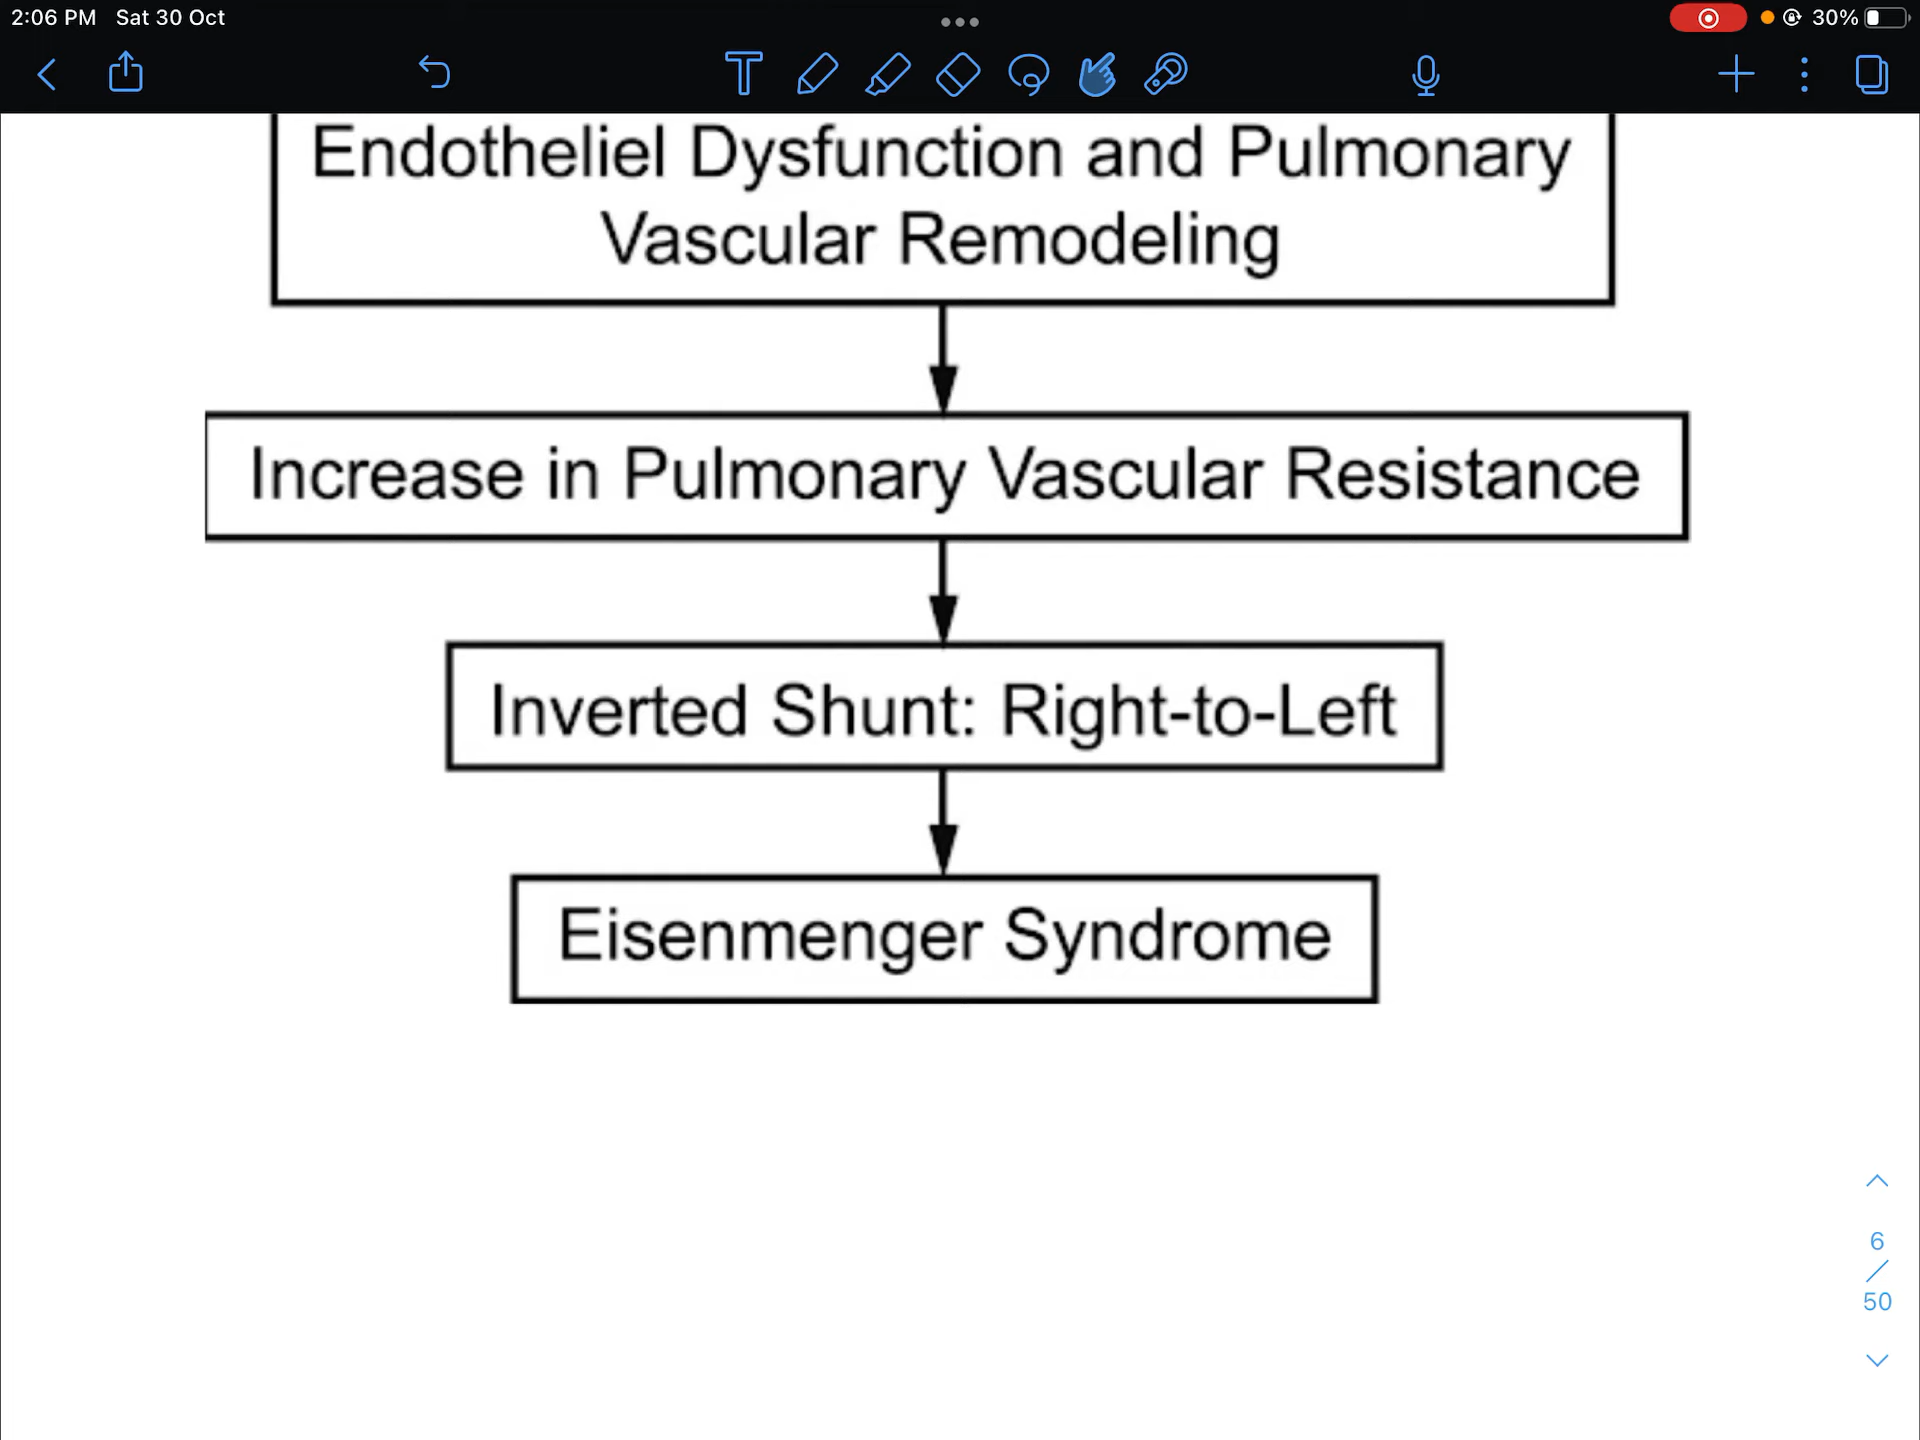 2:06 PM Sat 30 Oct
30%
T
Endotheliel Dysfunction and Pulmonary
Vascular Remodeling
Increase in Pulmonary Vascular Resistance
Inverted Shunt: Right-to-Left
Eisenmenger Syndrome
6
/
50